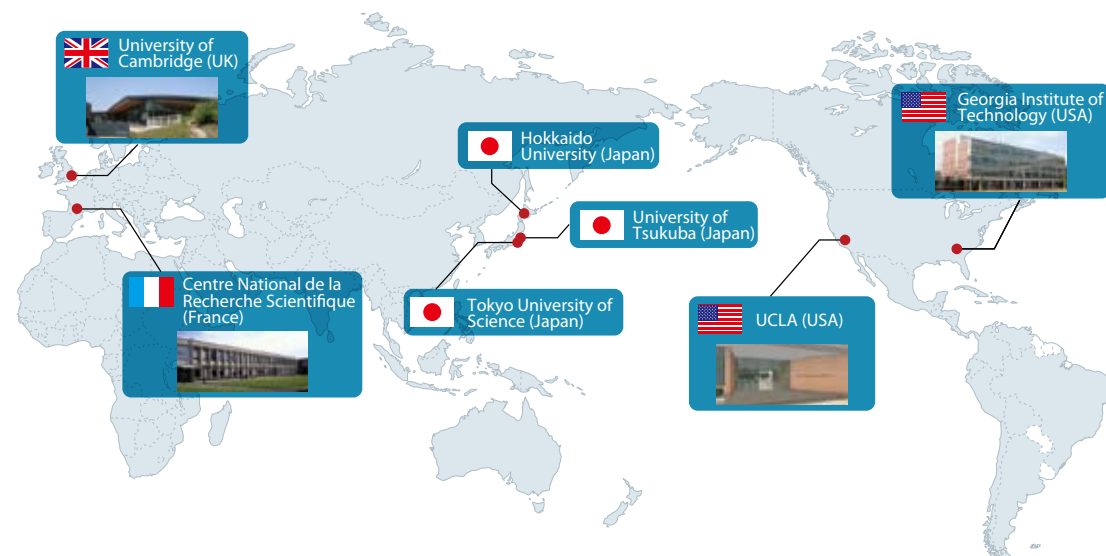 University of
Cambridge (UK)
Georgia Institute of
Technology (USA)
Hokkaido
University (Japan)
University of
Tsukuba (Japan)
Centre National de la
Recherche Scientifique
(France)
Tokyo University of
Science (Japan)
UCLA (USA)